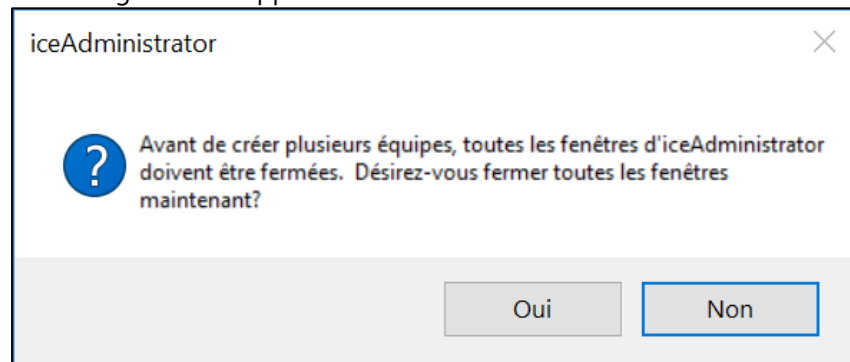 iceAdministrator
Avant de créer plusieurs équipes, toutes les fenêtres d'iceAdministrator
doivent être fermées.  Désirez-vous fermer toutes les fenêtres
maintenant?
Oui
Non